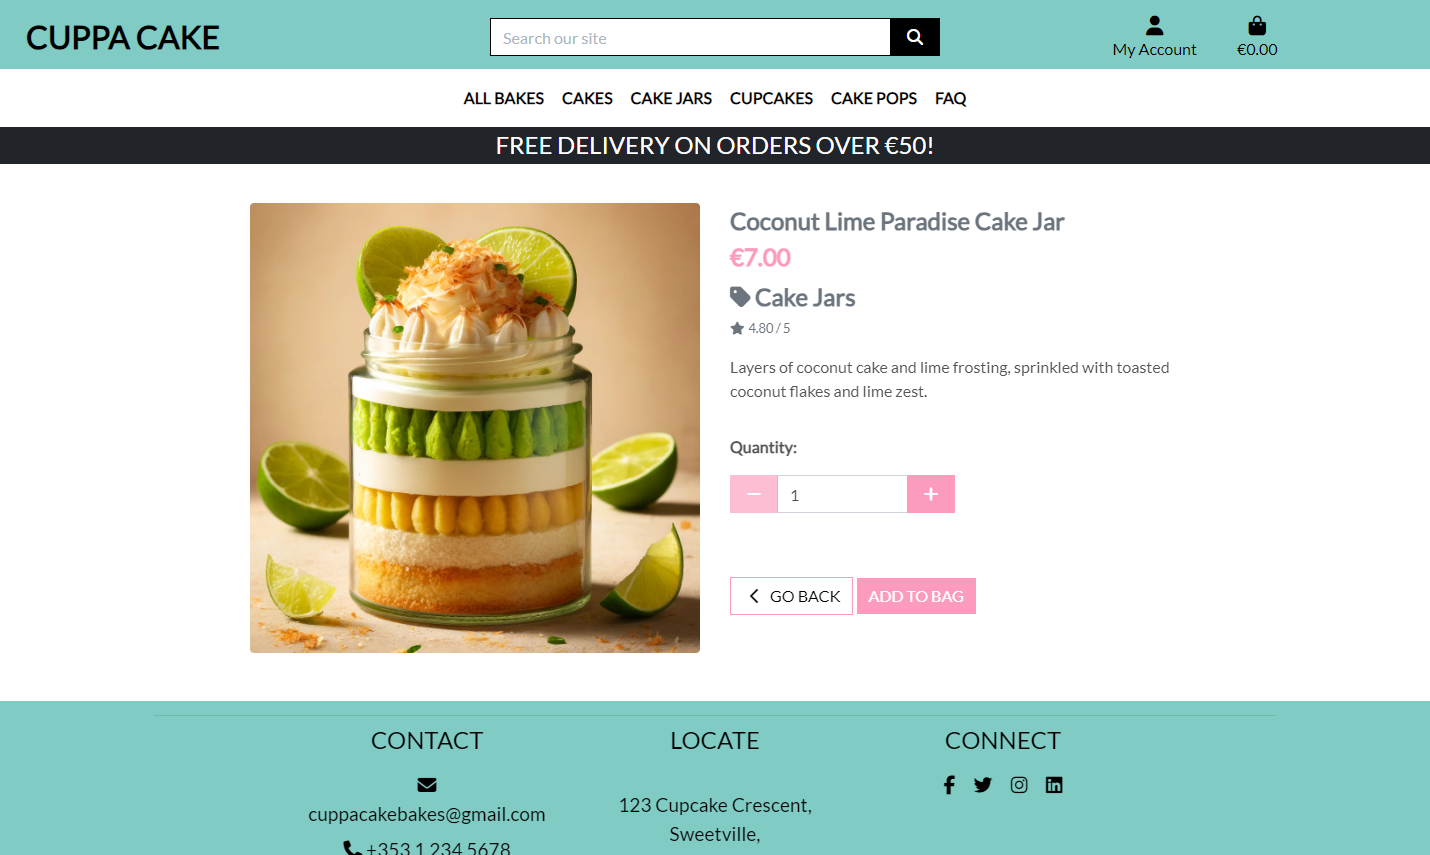 CUPPA CAKE
Search our site
My Account
€0.00
ALL BAKES CAKES CAKE JARS CUPCAKES CAKE POPS FAQ
FREE DELIVERY ON ORDERS OVER €50!
Coconut Lime Paradise Cake Jar
€7.00
Cake Jars
4.80 / 5
Layers of coconut cake and lime frosting, sprinkled with toasted
coconut flakes and lime zest.
Quantity:
1
GO BACK
ADD TO BAG
CONTACT
cuppacakebakes@gmail.com
+353 1 234 5678
LOCATE
123 Cupcake Crescent,
Sweetville,
CONNECT